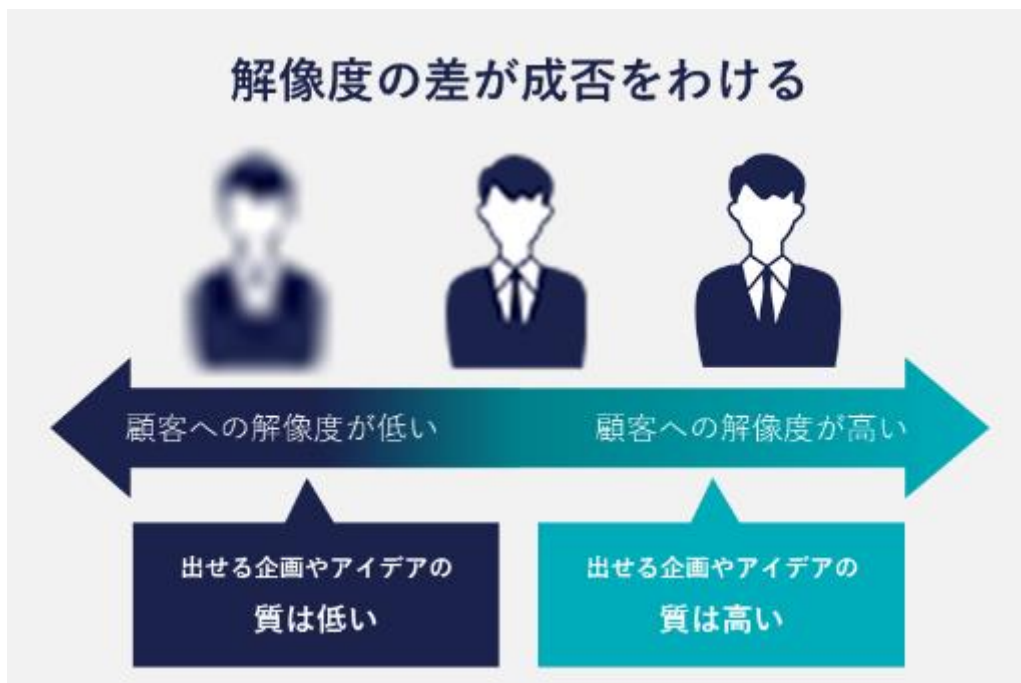 解像度の差が成否をわける
顧客への解像度が低い
顧客への解像度が高い
出せる企画やアイデアの
質は低い
出せる企画やアイデアの
質は高い